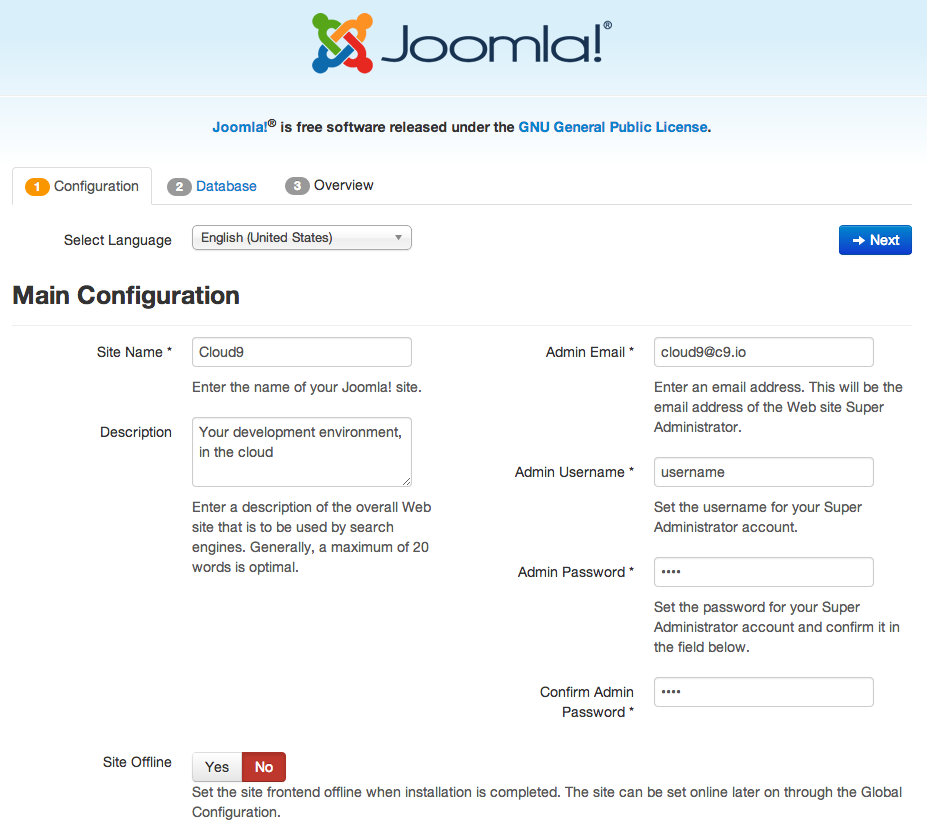 Joomla!®
Joomla!® is free software released under the GNU General Public License.
1 Configuration
2 Database
3 Overview
Select Language
English (United States)
Next
Main Configuration
Site Name *
Cloud9
Enter the name of your Joomla! site.
Description
Your development environment,
in the cloud
Enter a description of the overall Web
site that is to be used by search
engines. Generally, a maximum of 20
words is optimal.
Admin Email *
cloud9@c9.io
Enter an email address. This will be the
email address of the Web site Super
Administrator.
Admin Username *
username
Set the username for your Super
Administrator account.
Admin Password *
••••
Set the password for your Super
Administrator account and confirm it in
the field below.
Confirm Admin
Password *
••••
Site Offline
Yes No
Set the site frontend offline when installation is completed. The site can be set online later on through the Global
Configuration.